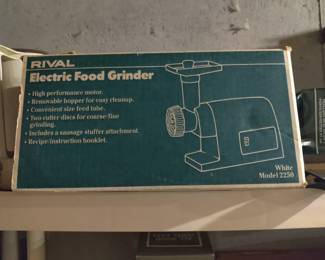 RIVAL
Electric Food Grinder
• High performance motor.
• Removable hopper for easy cleanup.
• Convenient size feed tube.
• Two cutter discs for coarse-fine
grinding.
• Includes a sausage stuffer attachment.
• Recipe/instruction booklet.
White
Model 2250